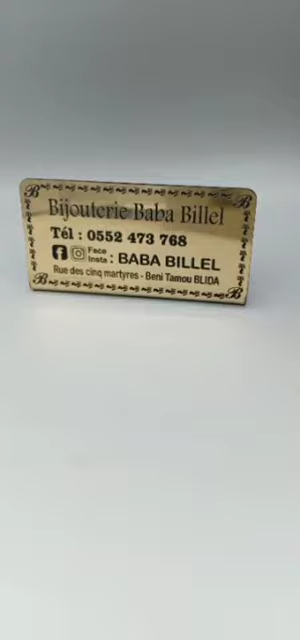 B B
Bijouterie Baba Billel
Tél : 0552 473 768
Face
Insta : BABA BILLEL
Rue des cinq martyres - Beni Tamou BLIDA
B B